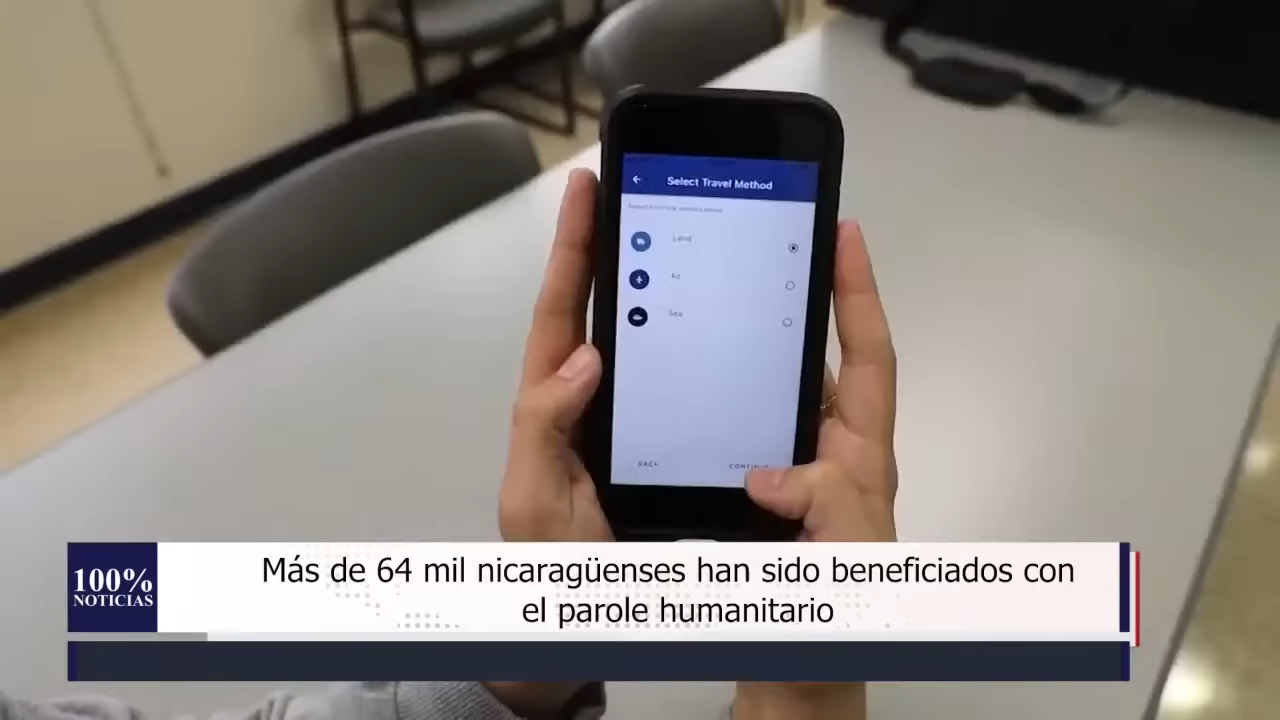 Select Travel Method
Land
Air
Sea
BACK
CONTINUE
Más de 64 mil nicaragüenses han sido beneficiados con
el parole humanitario
100%
NOTICIAS